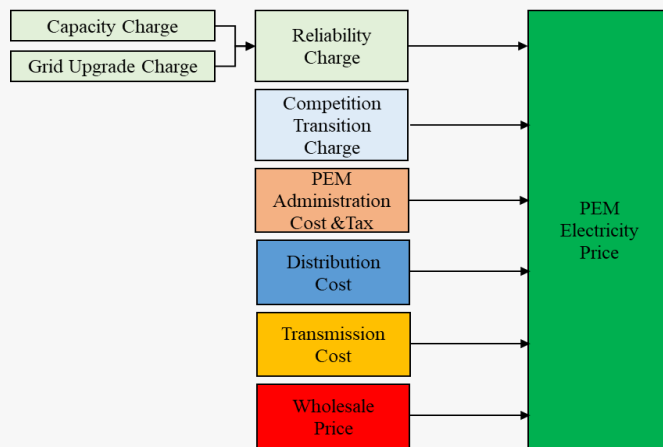 Capacity Charge
Grid Upgrade Charge
Reliability
Charge
Competition
Transition
Charge
PEM
Administration
Cost &Tax
Distribution
Cost
Transmission
Cost
Wholesale
Price
PEM
Electricity
Price